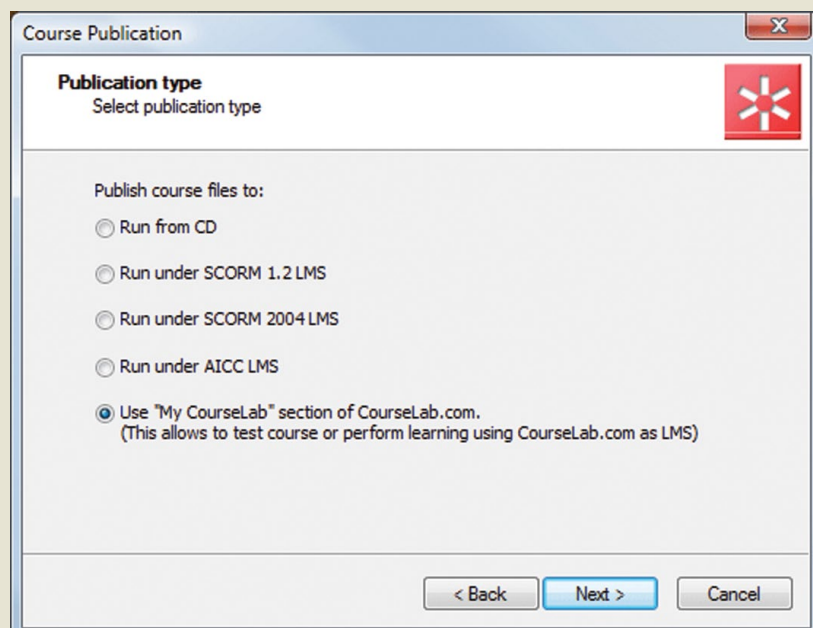 Course Publication
Publication type
Select publication type
Publish course files to:
Run from CD
Run under SCORM 1.2 LMS
Run under SCORM 2004 LMS
Run under AICC LMS
Use "My CourseLab" section of CourseLab.com.
(This allows to test course or perform learning using CourseLab.com as LMS)
< Back Next > Cancel